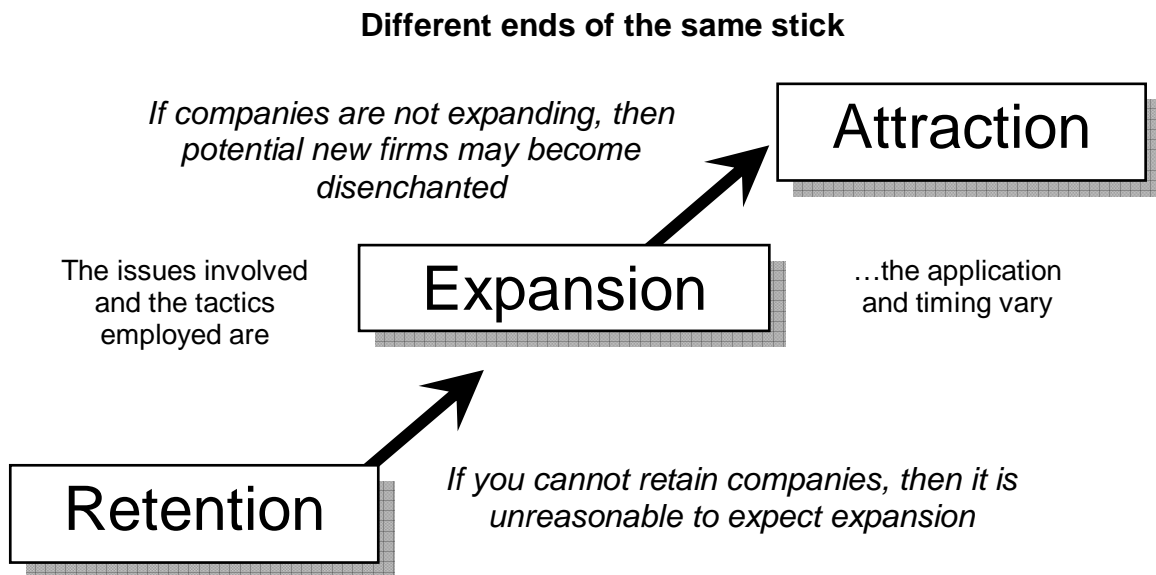 Different ends of the same stick
If companies are not expanding, then
potential new firms may become
disenchanted
Attraction
The issues involved
and the tactics
employed are
Expansion
…the application
and timing vary
Retention
If you cannot retain companies, then it is
unreasonable to expect expansion